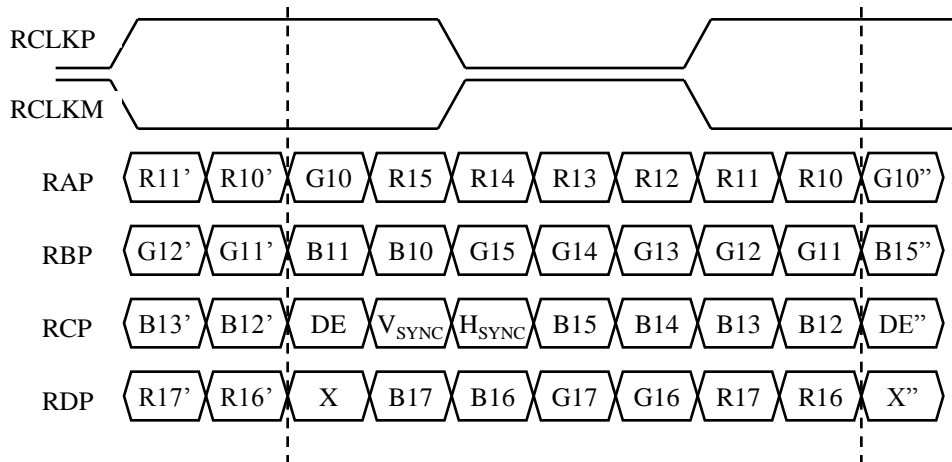 RCLKP
RCLKM
RAP R11’ R10’ G10 R15 R14 R13 R12 R11 R10 G10”
RBP G12’ G11’ B11 B10 G15 G14 G13 G12 G11 B15”
RCP B13’ B12’ DE VSYNC HSYNC B15 B14 B13 B12 DE”
RDP R17’ R16’ X B17 B16 G17 G16 R17 R16 X”